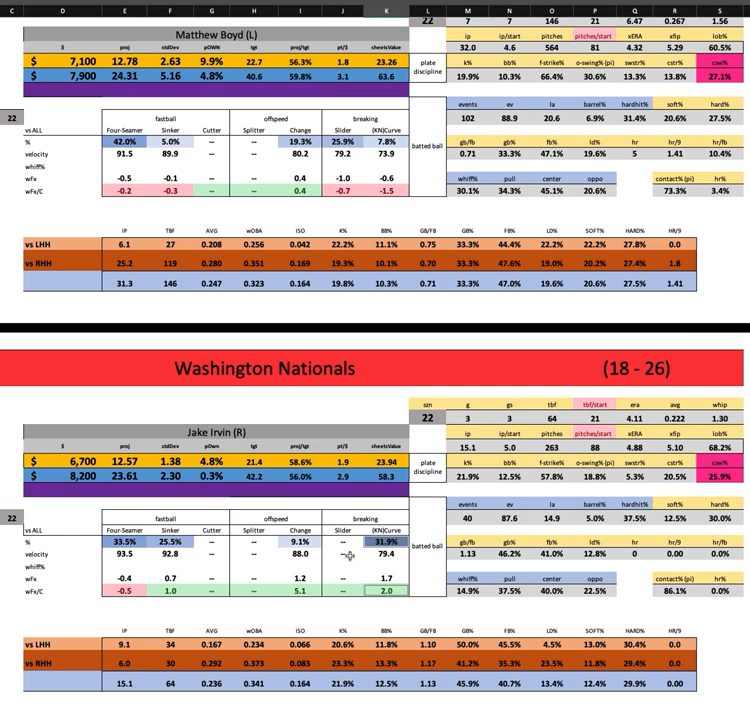 C D E F G H I J K L M N O P Q R S
22 7 7 146 21 6.47 0.267 1.56
Matthew Boyd (L) ip ip/start pitches pitches/start xERA xfip lob%
$ proj stdDev pOWN tgt proj/tgt pt/$ sheetsValue 32.0 4.6 564 81 4.32 5.29 60.5%
$ 7,100 12.78 2.63 9.9% 22.7 56.3% 1.8 23.26 plate discipline k% bb% f-strike% o-swing% (pi) swstr% cstr% csw%
$ 7,900 24.31 5.16 4.8% 40.6 59.8% 3.1 63.6 19.9% 10.3% 66.4% 30.6% 13.3% 13.8% 27.1%
events ev la barrel% hardhit% soft% hard%
22 fastball offspeed breaking 102 88.9 20.6 6.9% 31.4% 20.6% 27.5%
vs ALL Four-Seamer Sinker Cutter Splitter Change Slider (KN)Curve
% 42.0% 5.0% -- -- 19.3% 25.9% 7.8% batted ball gb/fb gb% fb% ld% hr hr/9 hr/fb
velocity 91.5 89.9 -- -- 80.2 79.2 73.9 0.71 33.3% 47.1% 19.6% 5 1.41 10.4%
whiff%
wFx -0.5 -0.1 0.4 -1.0 -0.6 whiff% pull center oppo contact% (pi) hr%
wFx/C -0.2 -0.3 -- -- 0.4 -0.7 -1.5 30.1% 34.3% 45.1% 20.6% 73.3% 3.4%
IP TBF AVG wOBA ISO K% BB% GB/FB GB% FB% LD% SOFT% HARD% HR/9
vs LHH 6.1 27 0.208 0.256 0.042 22.2% 11.1% 0.75 33.3% 44.4% 22.2% 22.2% 27.8% 0.0
vs RHH 25.2 119 0.280 0.351 0.169 19.3% 10.1% 0.70 33.3% 47.6% 19.0% 20.2% 27.4% 1.8
31.3 146 0.247 0.323 0.164 19.8% 10.3% 0.71 33.3% 47.0% 19.6% 20.6% 27.5% 1.41
Washington Nationals (18 - 26)
szn g gs tbf tbf/start era avg whip
22 3 3 64 21 4.11 0.222 1.30
Jake Irvin (R) ip ip/start pitches pitches/start xERA xfip lob%
$ proj stdDev pOwn tgt proj/tgt pt/$ sheetsValue 15.1 5.0 263 88 4.88 5.10 68.2%
$ 6,700 12.57 1.38 4.8% 21.4 58.6% 1.9 23.94 plate discipline k% bb% f-strike% o-swing% (pi) swstr% cstr% csw%
$ 8,200 23.61 2.30 0.3% 42.2 56.0% 2.9 58.3 21.9% 12.5% 57.8% 18.8% 5.3% 20.5% 25.9%
events ev la barrel% hardhit% soft% hard%
22 fastball offspeed breaking 40 87.6 14.9 5.0% 37.5% 12.5% 30.0%
vs ALL Four-Seamer Sinker Cutter Splitter Change Slider (KN)Curve
% 33.5% 25.5% -- -- 9.1% -- 31.9% batted ball gb/fb gb% fb% ld% hr hr/9 hr/fb
velocity 93.5 92.8 -- -- 88.0 -- 79.4 1.13 46.2% 41.0% 12.8% 0 0.00 0.0%
whiff%
wFx -0.4 0.7 1.2 1.7 whiff% pull center oppo contact% (pi) hr%
wFx/C -0.5 1.0 -- -- 5.1 -- 2.0 14.9% 37.5% 40.0% 22.5% 86.1% 0.0%
IP TBF AVG wOBA ISO K% BB% GB/FB GB% FB% LD% SOFT% HARD% HR/9
vs LHH 9.1 34 0.167 0.234 0.066 20.6% 11.8% 1.10 50.0% 45.5% 4.5% 13.0% 30.4% 0.0
vs RHH 6.0 30 0.292 0.373 0.083 23.3% 13.3% 1.17 41.2% 35.3% 23.5% 11.8% 29.4% 0.0
15.1 64 0.236 0.341 0.164 21.9% 12.5% 1.13 45.9% 40.7% 13.4% 12.4% 29.9% 0.00